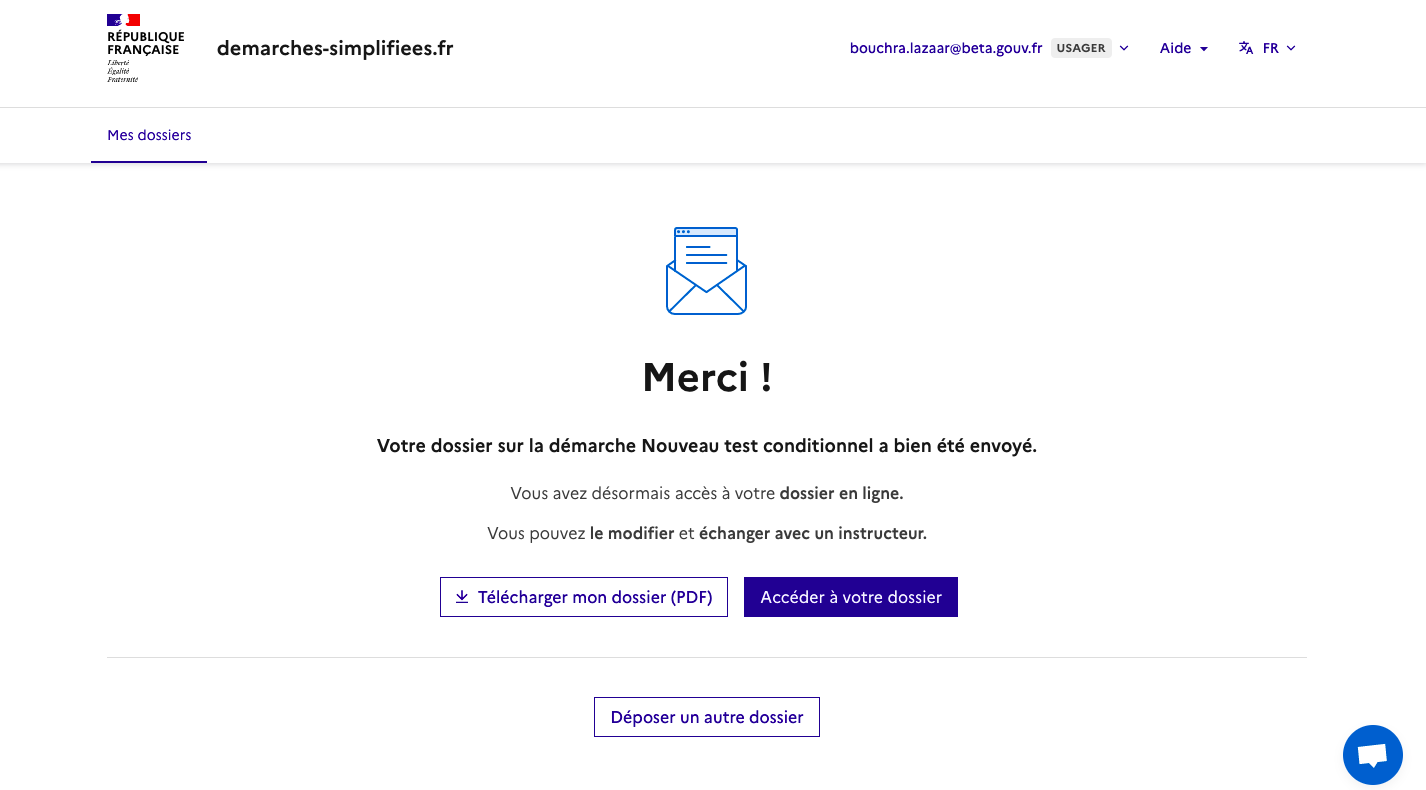 RÉPUBLIQUE
FRANÇAISE
Liberté
Égalité
Fraternité
demarches-simplifiees.fr
bouchra.lazaar@beta.gouv.fr USAGER
Aide
FR
Mes dossiers
Merci !
Votre dossier sur la démarche Nouveau test conditionnel a bien été envoyé.
Vous avez désormais accès à votre dossier en ligne.
Vous pouvez le modifier et échanger avec un instructeur.
Télécharger mon dossier (PDF)
Accéder à votre dossier
Déposer un autre dossier